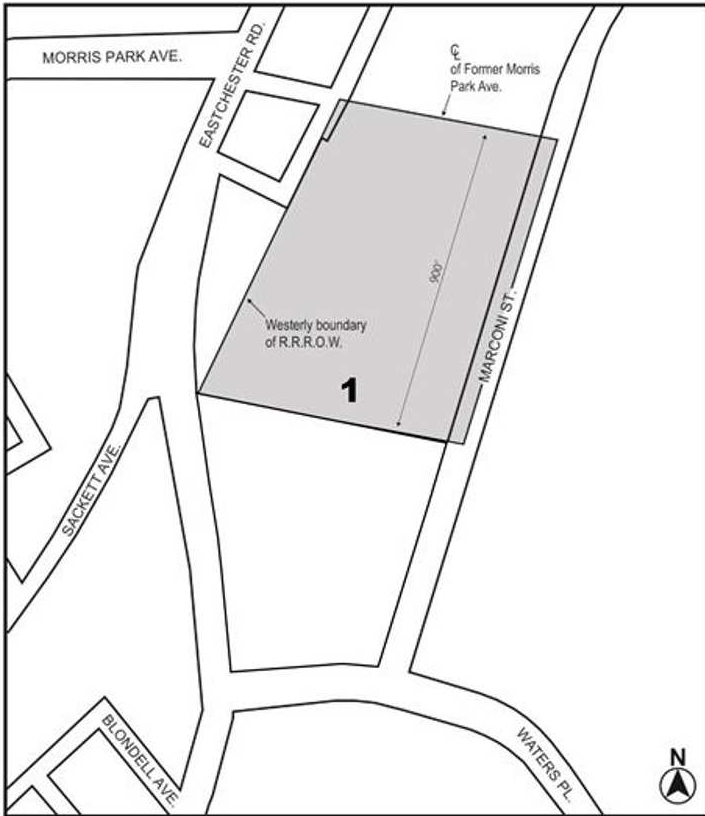 MORRIS PARK AVE.
EASTCHESTER RD.
℄
of Former Morris
Park Ave.
900'
MARCONI ST.
Westerly boundary
of R.R.R.O.W.
1
SACKETT AVE.
BLONDELL AVE.
WATERS PL.
N